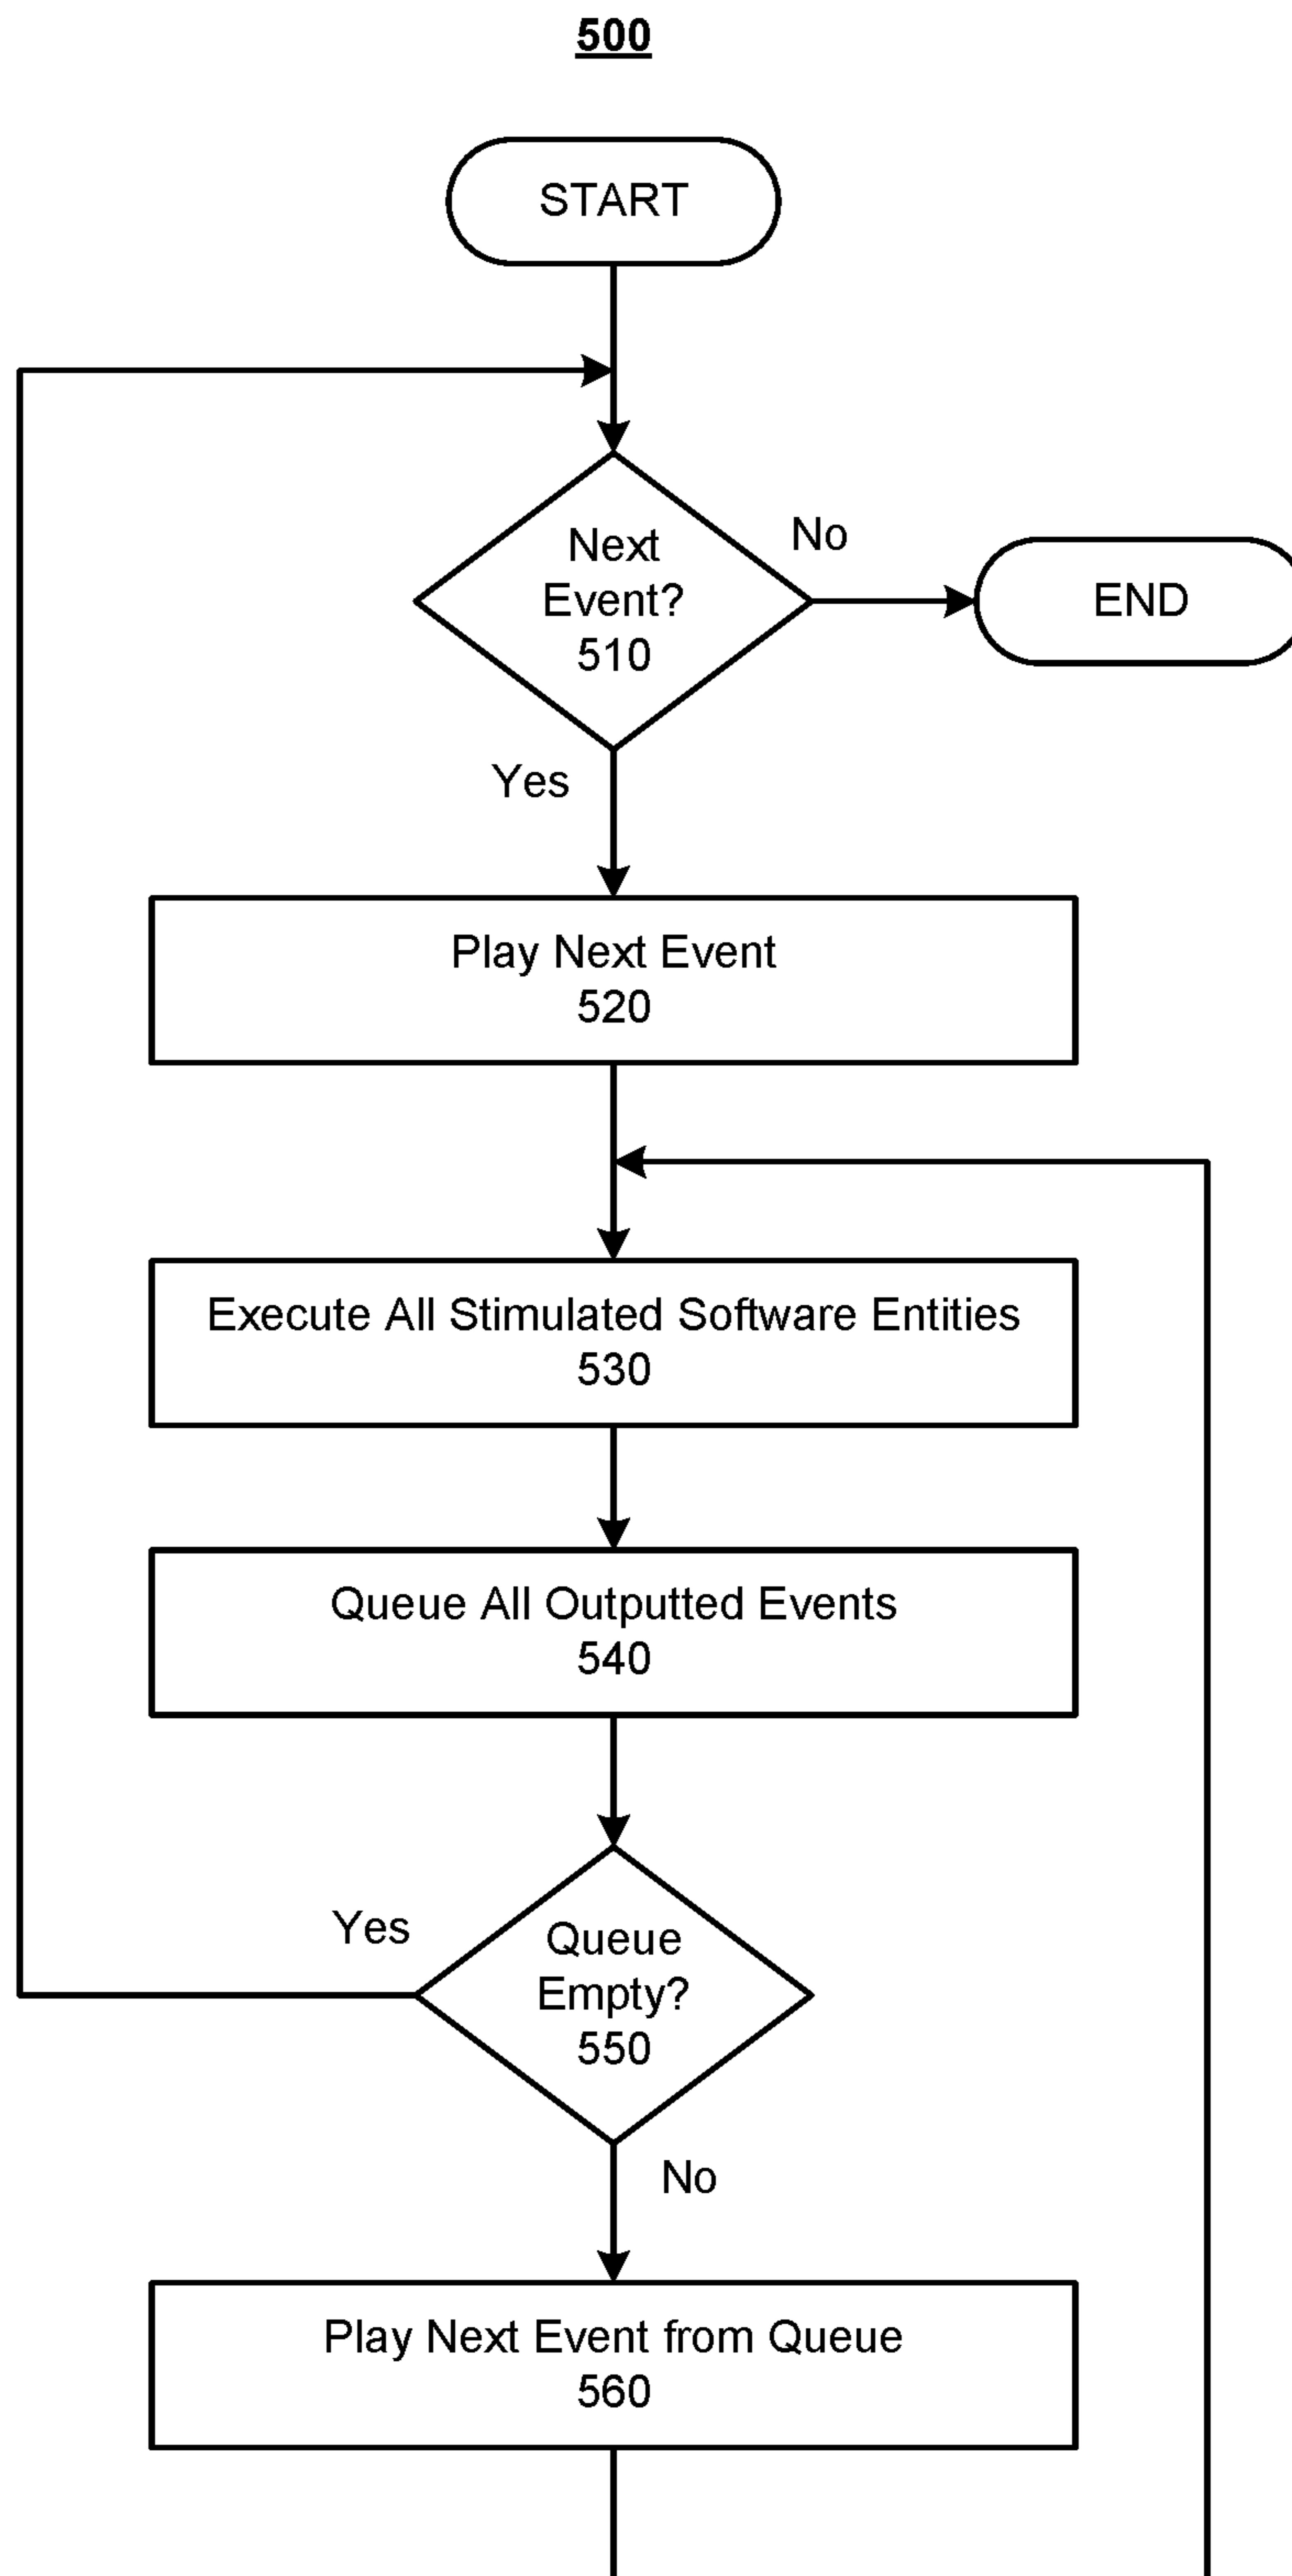 500
START
Next
Event?
510
No
END
Yes
Play Next Event
520
Execute All Stimulated Software Entities
530
Queue All Outputted Events
540
Yes
Queue
Empty?
550
No
Play Next Event from Queue
560